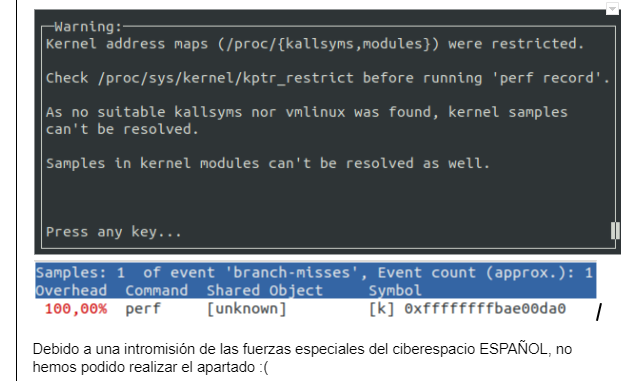 Warning:
Kernel address maps (/proc/{kallsyms,modules}) were restricted.
Check /proc/sys/kernel/kptr_restrict before running 'perf record'.
As no suitable kallsyms nor vmlinux was found, kernel samples
can't be resolved.
Samples in kernel modules can't be resolved as well.
Press any key...
Samples: 1  of event 'branch-misses', Event count (approx.): 1
Overhead  Command  Shared Object  Symbol
100,00%  perf  [unknown]  [k] 0xffffffffbae00da0
Debido a una intromisión de las fuerzas especiales del ciberespacio ESPAÑOL, no
hemos podido realizar el apartado :(